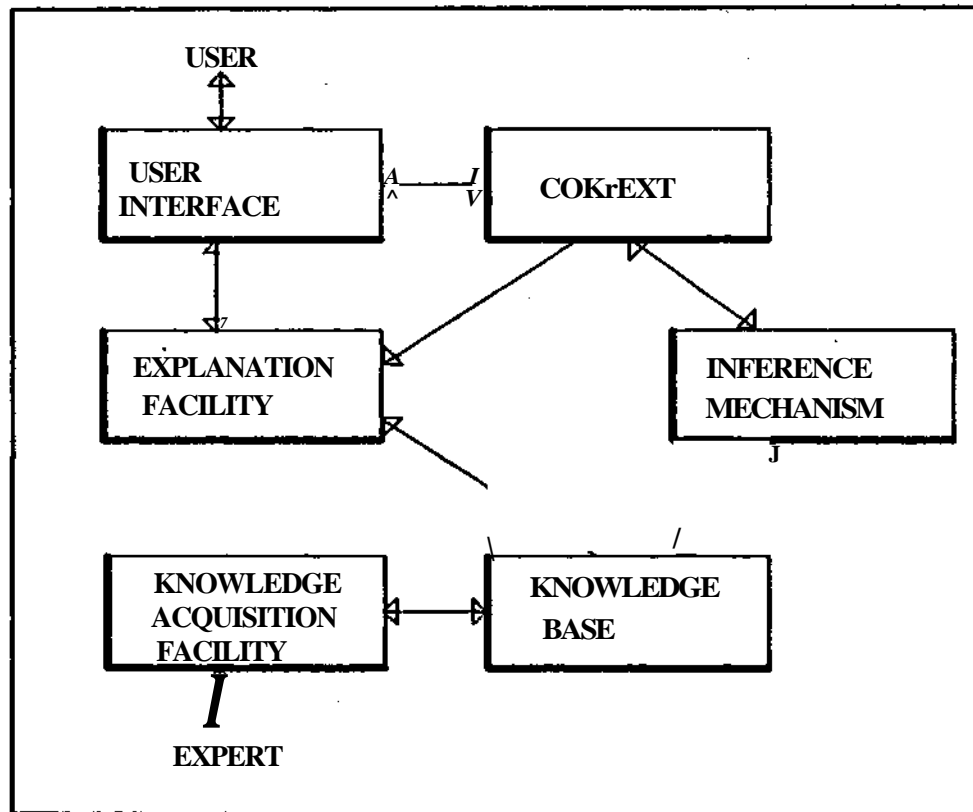 USER
USER
INTERFACE
A
^
I
V
COKrEXT
EXPLANATION
FACILITY
INFERENCE
MECHANISM
J
KNOWLEDGE
ACQUISITION
FACILITY
KNOWLEDGE
BASE
I
EXPERT